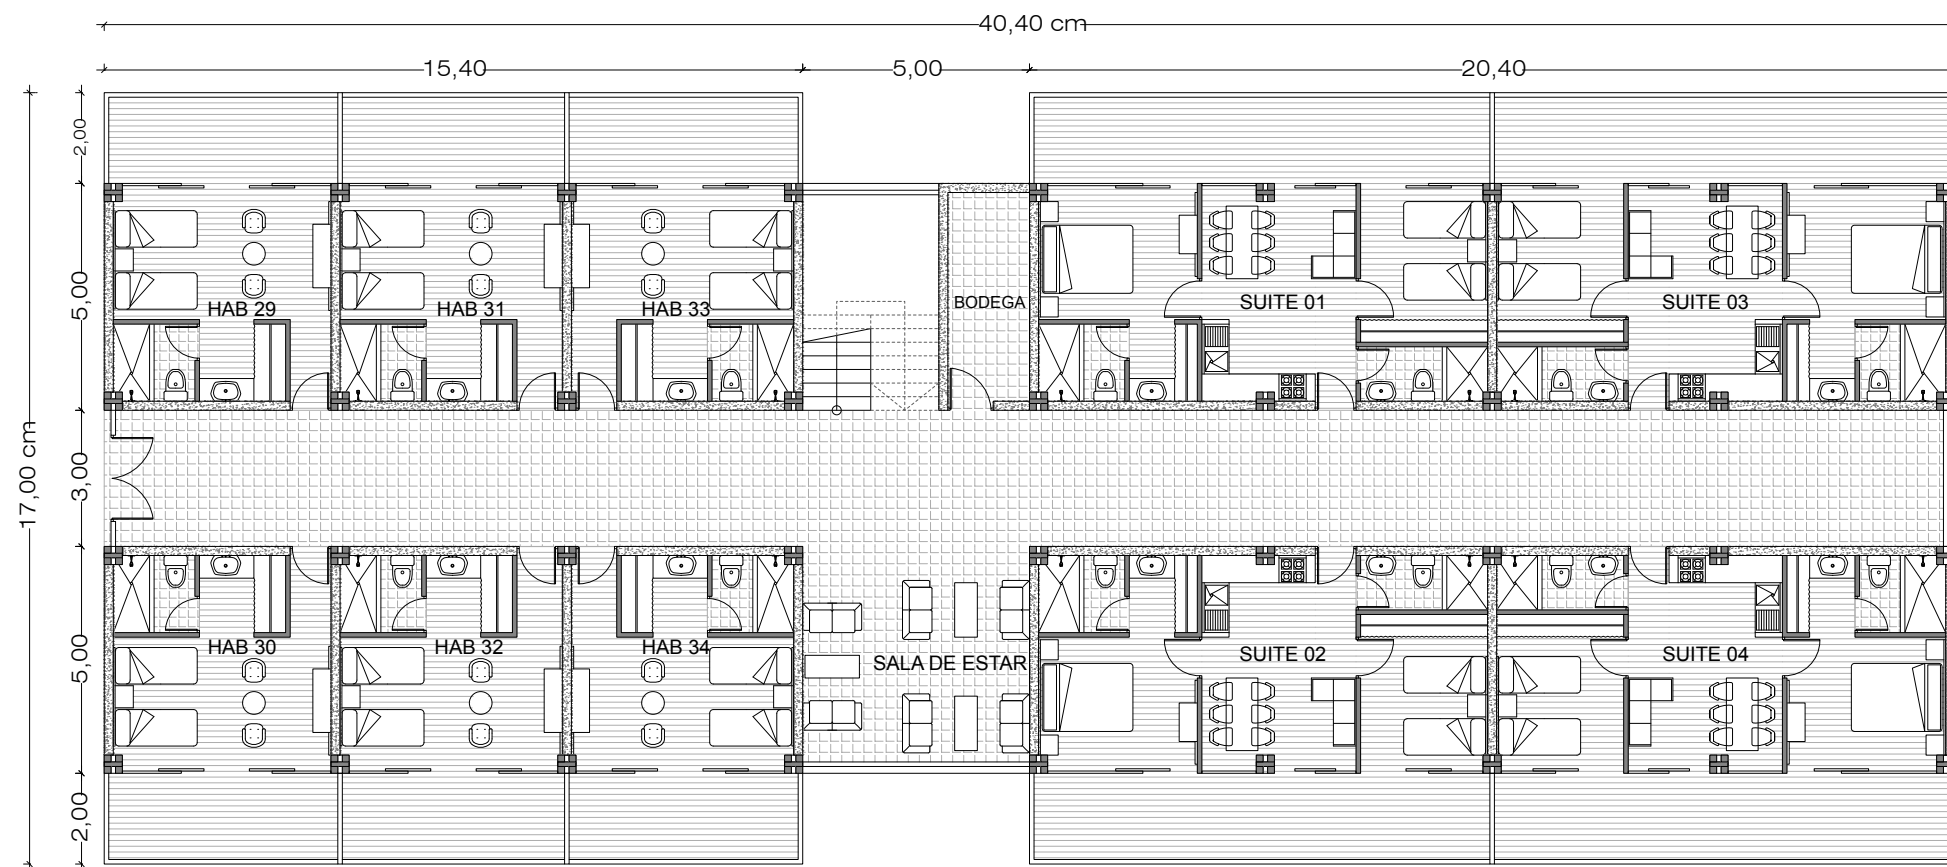 40,40 cm
15,40
5,00
20,40
2,00
5,00
HAB 29
HAB 31
HAB 33
BODEGA
SUITE 01
SUITE 03
17,00 cm
3,00
5,00
HAB 30
HAB 32
HAB 34
SALA DE ESTAR
SUITE 02
SUITE 04
2,00